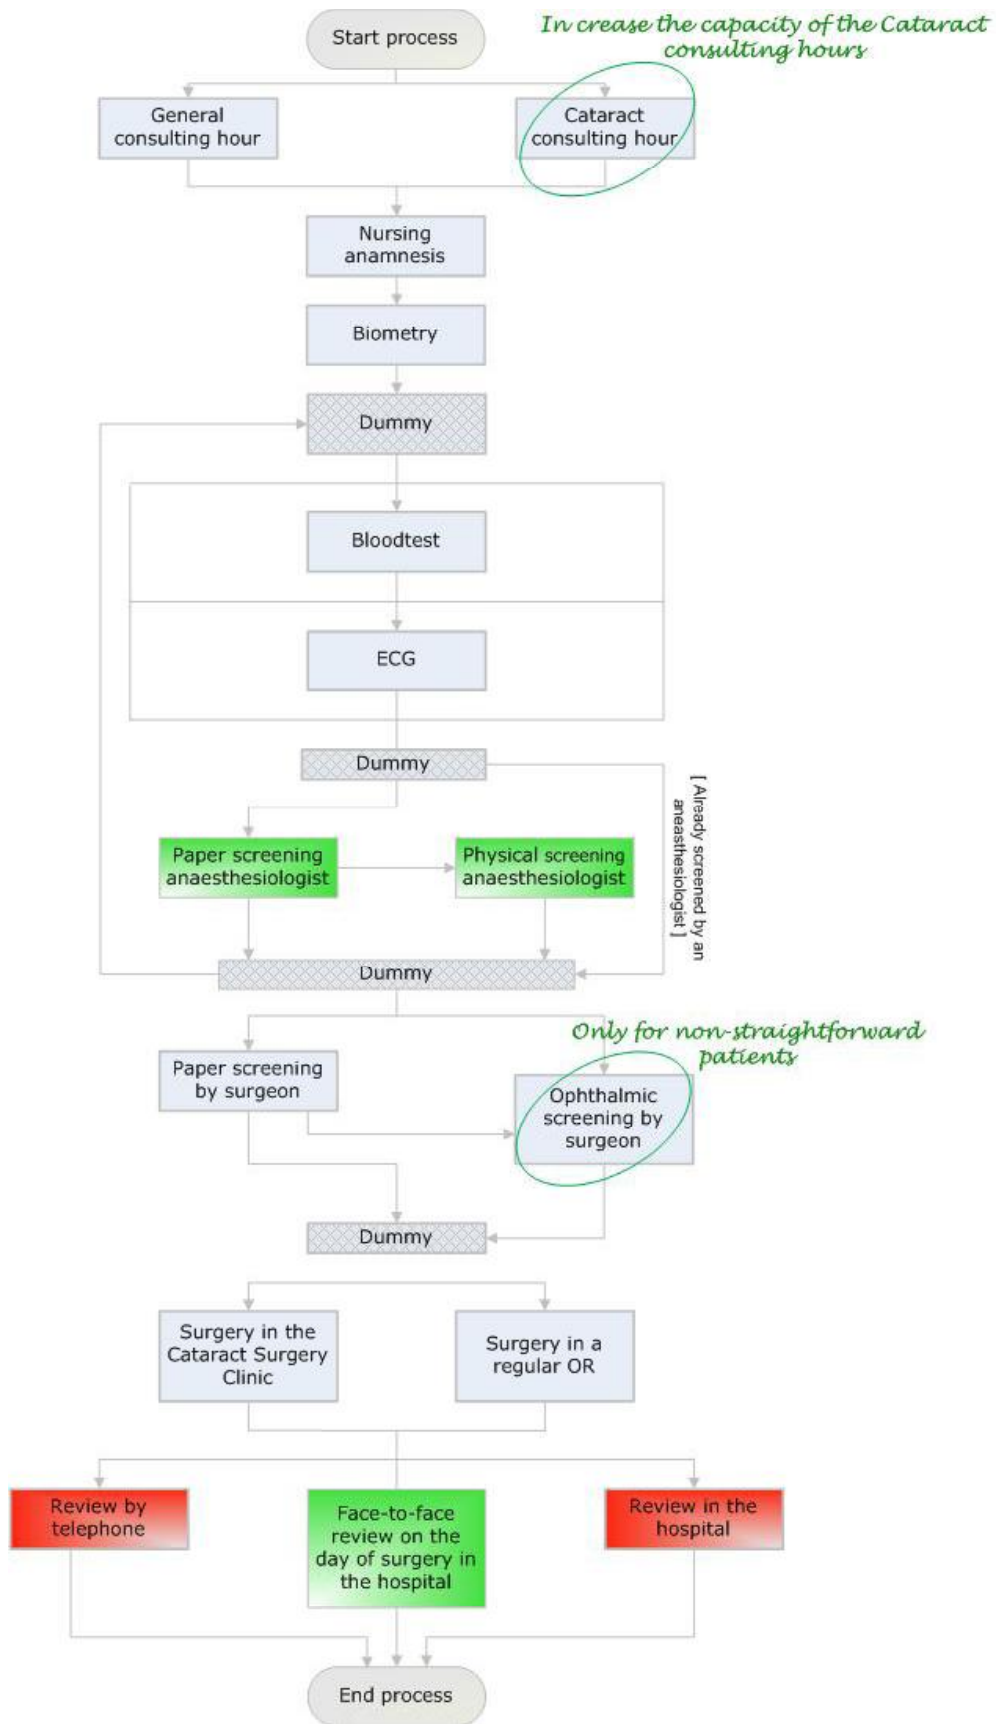 Start process
In crease the capacity of the Cataract
consulting hours
General
consulting hour
Cataract
consulting hour
Nursing
anamnesis
Biometry
Dummy
Bloodtest
ECG
Dummy
[ Already screened by an
aneasthesiologist ]
Paper screening
anaesthesiologist
Physical screening
anaesthesiologist
Dummy
Only for non-straightforward
patients
Paper screening
by surgeon
Ophthalmic
screening by
surgeon
Dummy
Surgery in the
Cataract Surgery
Clinic
Surgery in a
regular OR
Review by
telephone
Face-to-face
review on the
day of surgery in
the hospital
Review in the
hospital
End process